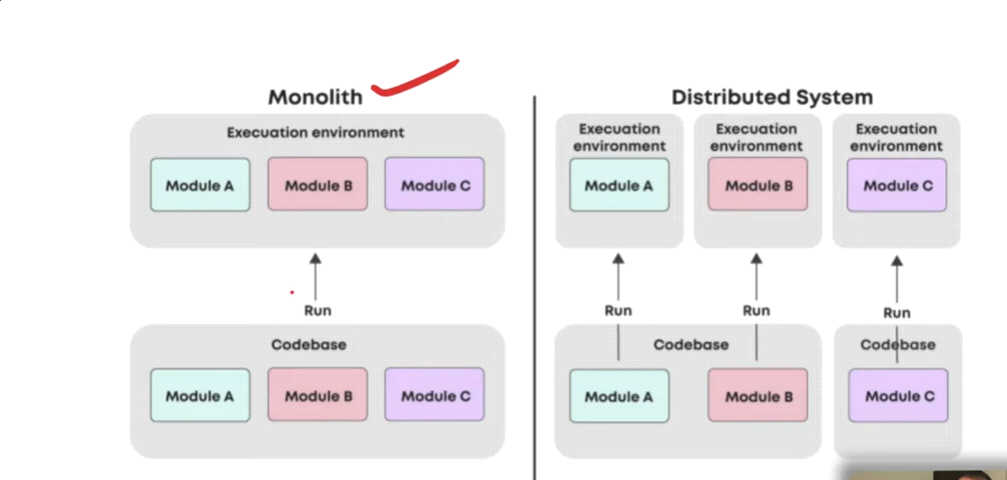 Monolith
Execuation environment
Module A
Module B
Module C
Run
Codebase
Module A
Module B
Module C
Distributed System
Execuation
environment
Module A
Execuation
environment
Module B
Execuation
environment
Module C
Run
Run
Run
Codebase
Module A
Module B
Codebase
Module C